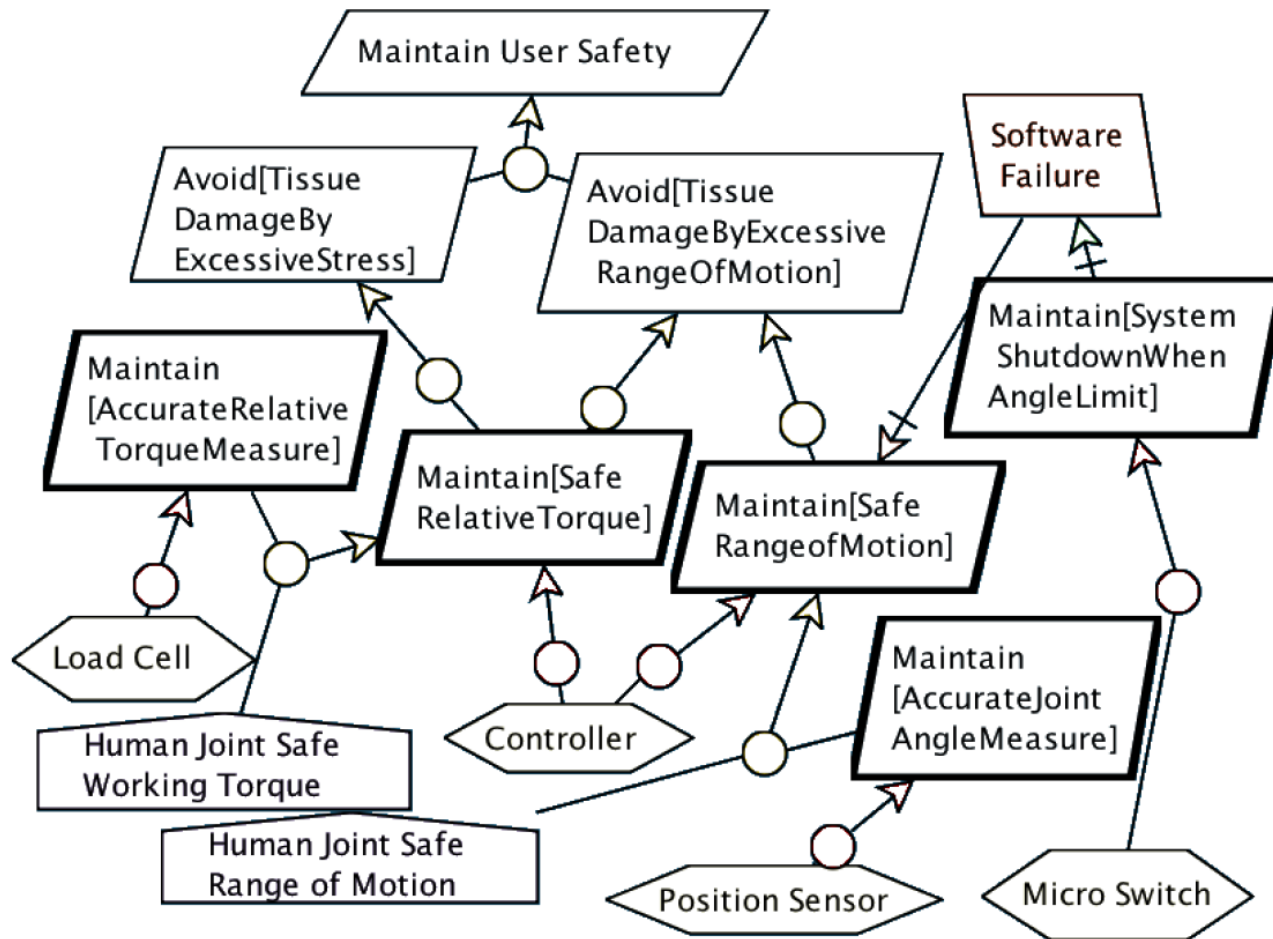 Maintain User Safety
Software
Failure
Avoid[Tissue
DamageBy
ExcessiveStress]
Avoid[Tissue
DamageByExcessive
RangeOfMotion]
Maintain[System
ShutdownWhen
AngleLimit]
Maintain
[AccurateRelative
TorqueMeasure]
Maintain[Safe
RelativeTorque]
Maintain[Safe
RangeofMotion]
Load Cell
Maintain
[AccurateJoint
AngleMeasure]
Human Joint Safe
Working Torque
Controller
Human Joint Safe
Range of Motion
Position Sensor
Micro Switch